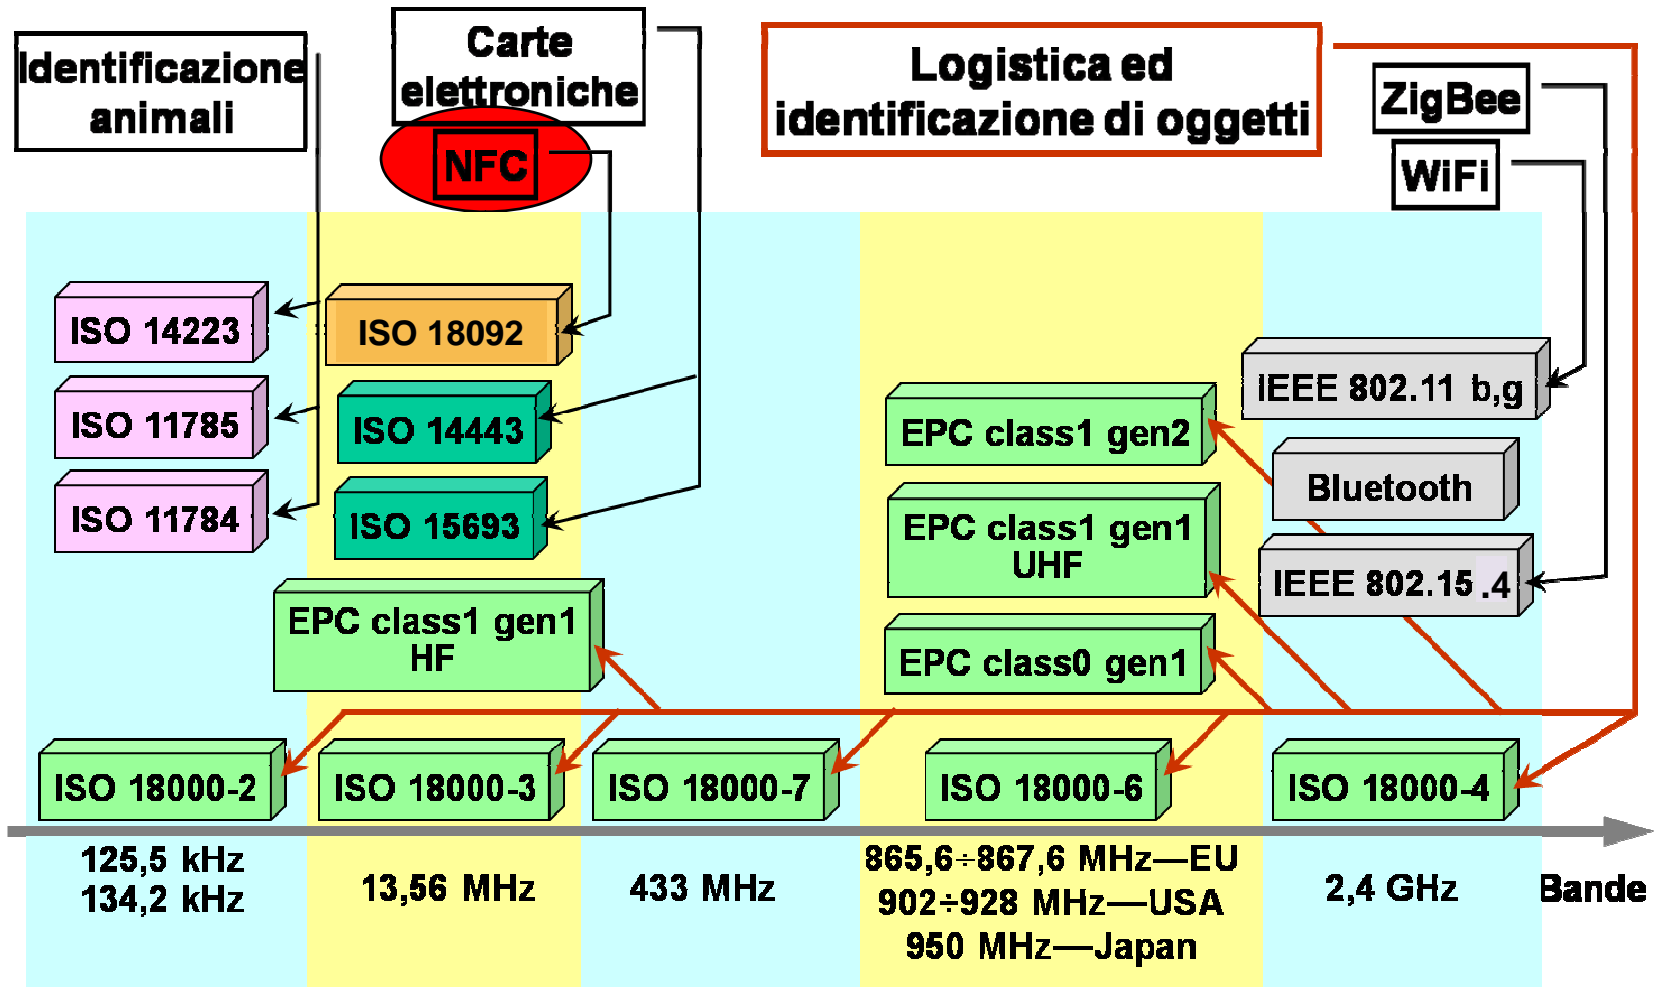 Identificazione
animali
Carte
elettroniche
NFC
Logistica ed
identificazione di oggetti
ZigBee
WiFi
ISO 14223
ISO 11785
ISO 11784
ISO 18092
ISO 14443
ISO 15693
EPC class1 gen1
HF
EPC class1 gen2
EPC class1 gen1
UHF
EPC class0 gen1
IEEE 802.11 b,g
Bluetooth
IEEE 802.15 .4
ISO 18000-2
ISO 18000-3
ISO 18000-7
ISO 18000-6
ISO 18000-4
125,5 kHz
134,2 kHz
13,56 MHz
433 MHz
865,6÷867,6 MHz—EU
902÷928 MHz—USA
950 MHz—Japan
2,4 GHz
Bande